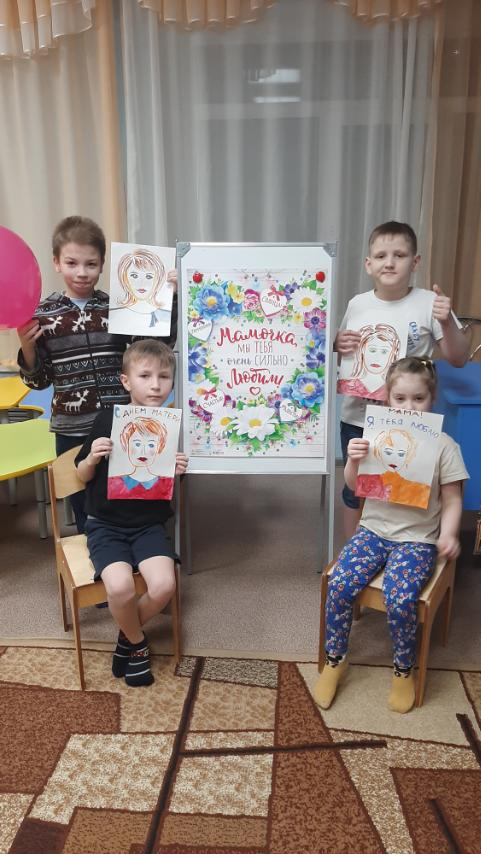 Мамочка,
мы тебя
очень сильно
любим!
С ДНЕМ МАТЕРИ
МАМА!
Я ТЕБЯ ЛЮБЛЮ